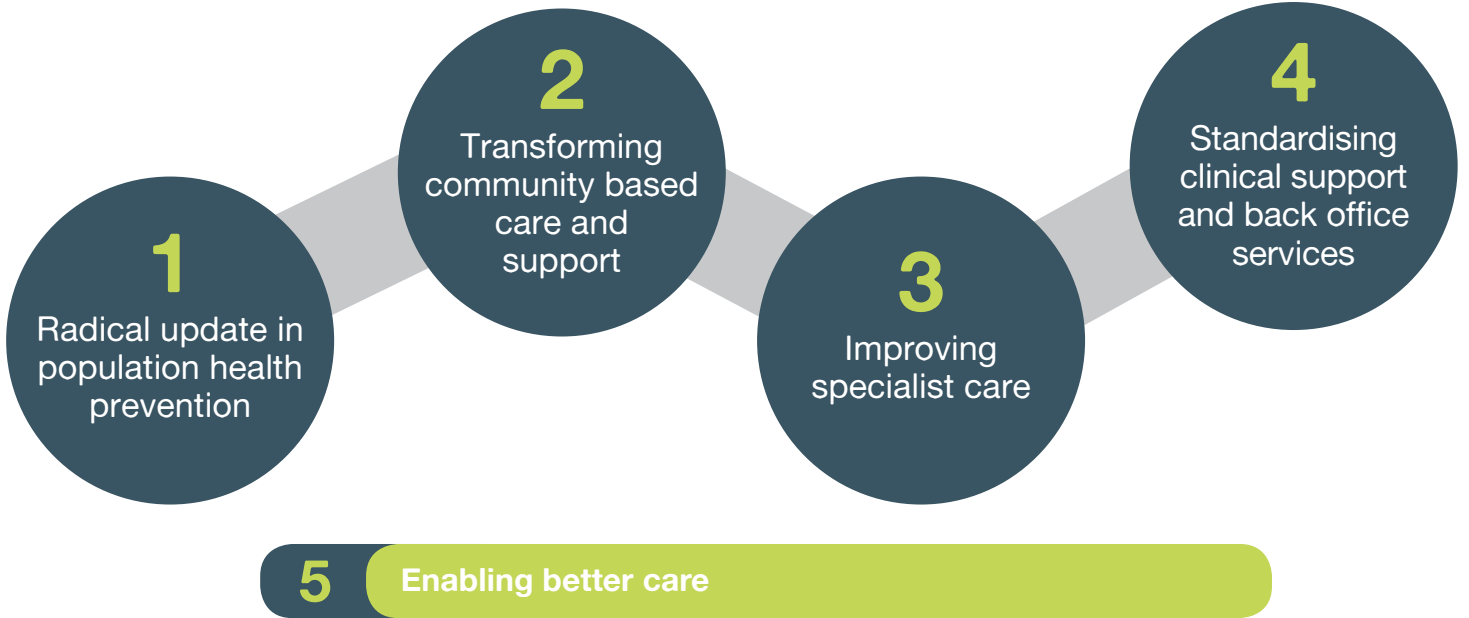 1
Radical update in
population health
prevention
2
Transforming
community based
care and
support
3
Improving
specialist care
4
Standardising
clinical support
and back office
services
5 Enabling better care